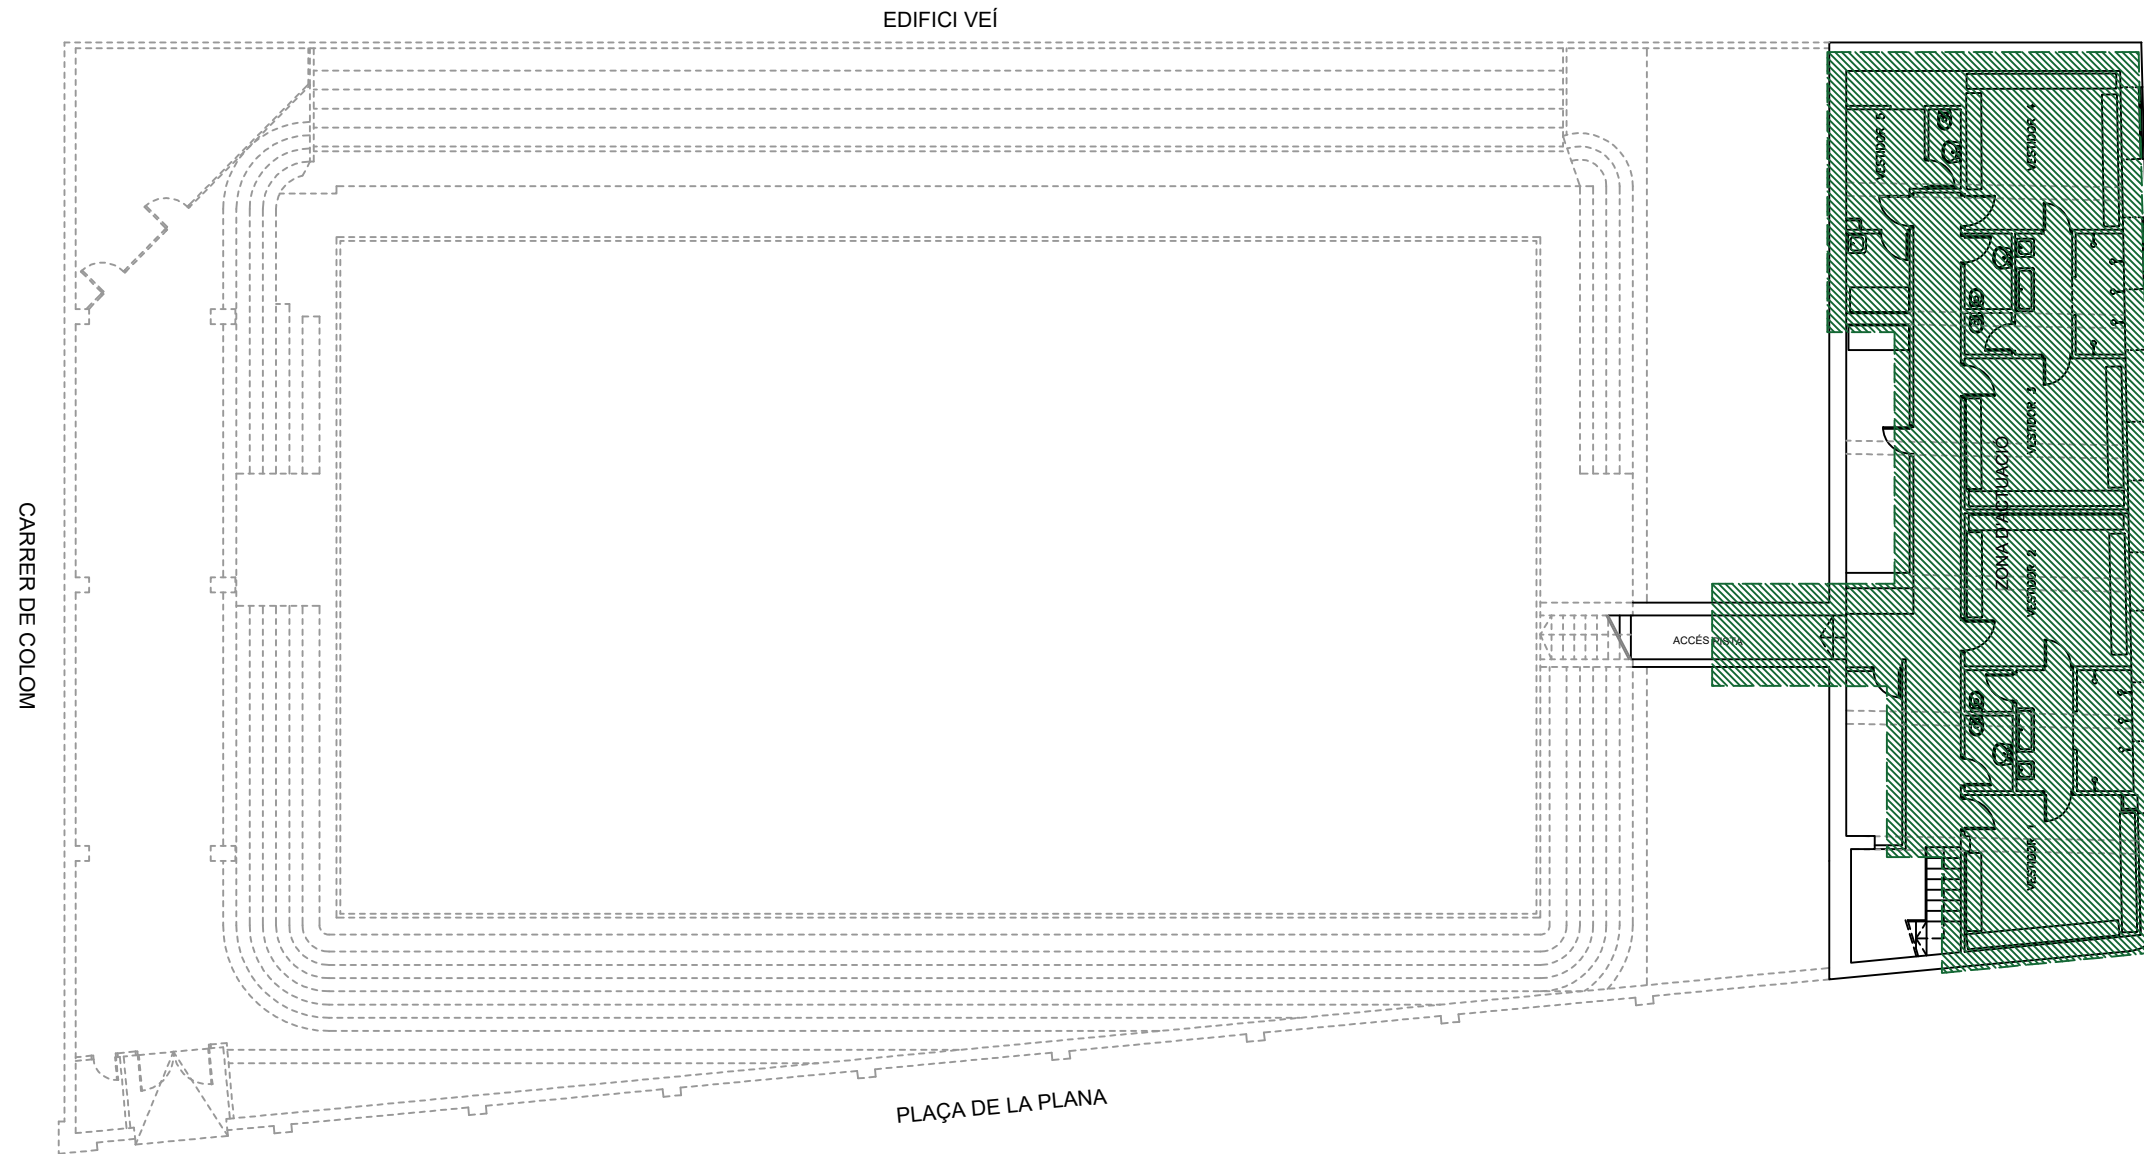 EDIFICI VEÍ
VESTIDOR 5
VESTIDOR 4
VESTIDOR 3
ZONA D'ACTUACIÓ
VESTIDOR 2
CARRER DE COLOM
ACCÉS PISTA
VESTIDOR 1
PLAÇA DE LA PLANA